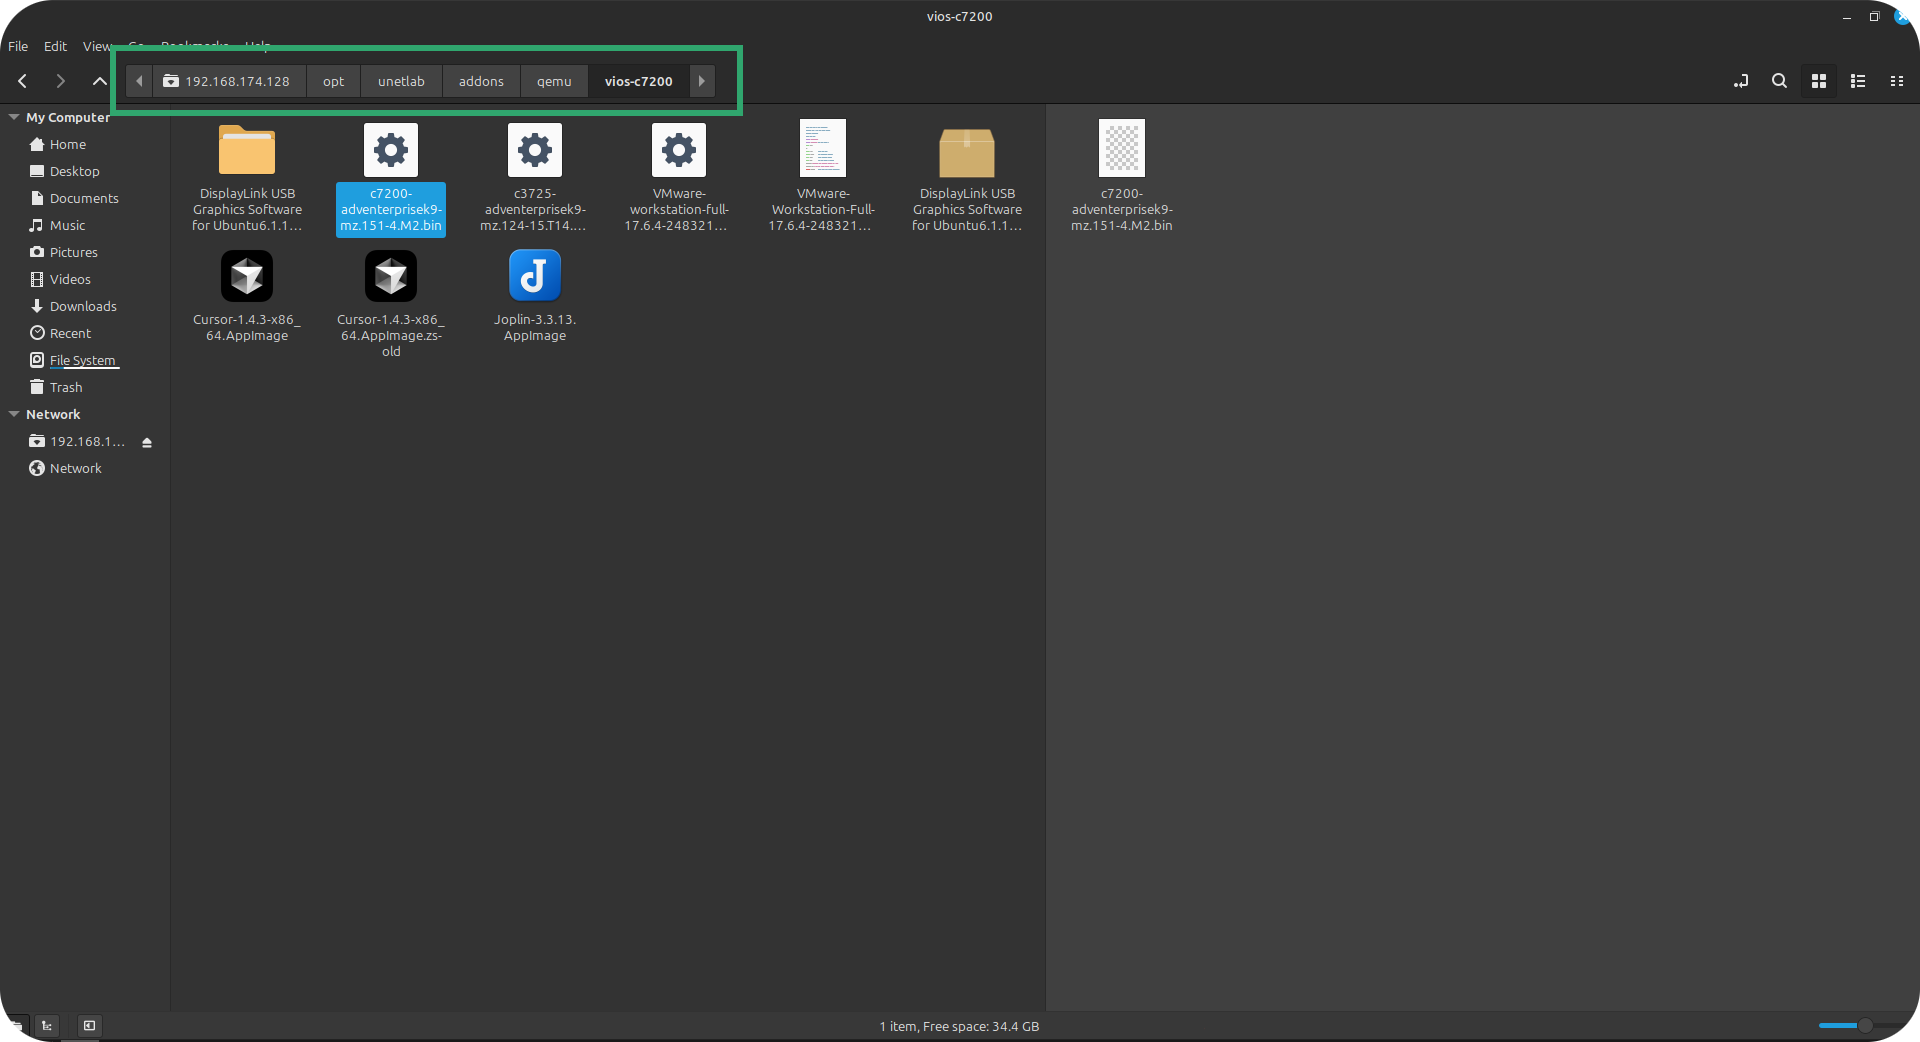 vios-c7200
File Edit View Go Bookmarks Help
192.168.174.128 opt unetlab addons qemu vios-c7200
My Computer
Home
Desktop
Documents
Music
Pictures
Videos
Downloads
Recent
File System
Trash
Network
192.168.1...
Network
DisplayLink USB
Graphics Software
for Ubuntu6.1.1...
c7200-
adventerprisek9-
mz.151-4.M2.bin
c3725-
adventerprisek9-
mz.124-15.T14....
VMware-
workstation-full-
17.6.4-248321...
VMware-
Workstation-Full-
17.6.4-248321...
DisplayLink USB
Graphics Software
for Ubuntu6.1.1...
Cursor-1.4.3-x86_
64.AppImage
Cursor-1.4.3-x86_
64.AppImage.zs-
old
Joplin-3.3.13.
AppImage
c7200-
adventerprisek9-
mz.151-4.M2.bin
1 item, Free space: 34.4 GB